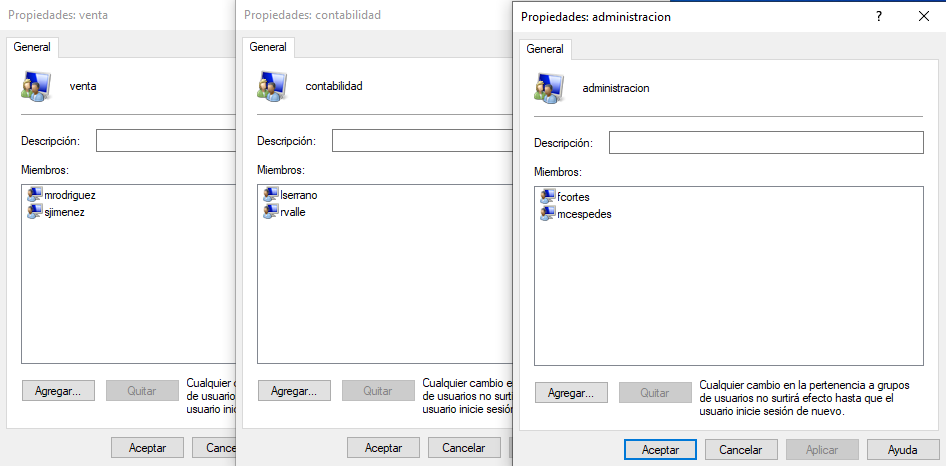 Propiedades: venta
General
venta
Descripción:
Miembros:
mrodriguez
sjimenez
Agregar...
Quitar
Cualquier
de usuario
usuario inic
Aceptar
Cance
Propiedades: contabilidad
General
contabilidad
Descripción:
Miembros:
lserrano
rvalle
Agregar...
Quitar
Cualquier cambio e
de usuarios no surti
usuario inicie sesión
Aceptar
Cancelar
Propiedades: administracion
?
General
administracion
Descripción:
Miembros:
fcortes
mcespedes
Agregar...
Quitar
Cualquier cambio en la pertenencia a grupos
de usuarios no surtirá efecto hasta que el
usuario inicie sesión de nuevo.
Aceptar
Cancelar
Aplicar
Ayuda